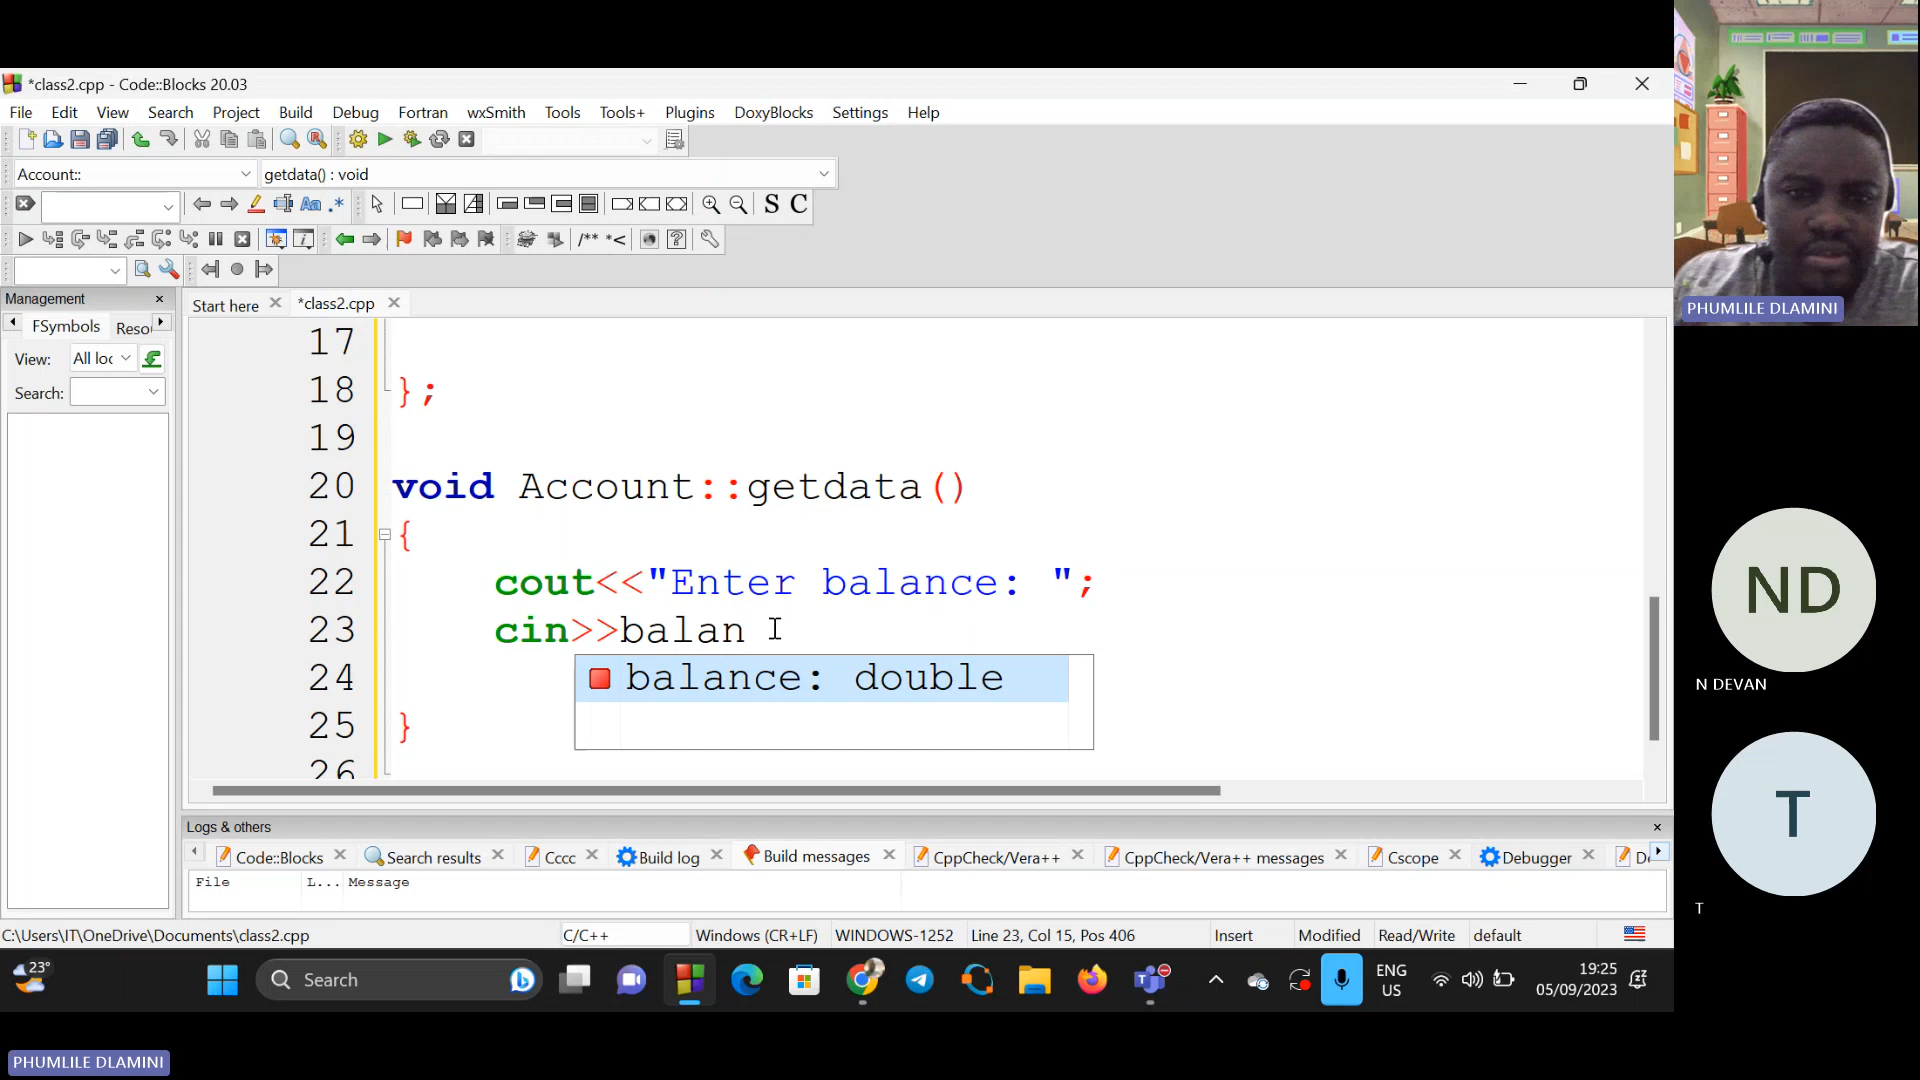 *class2.cpp - Code::Blocks 20.03
File Edit View Search Project Build Debug Fortran wxSmith Tools Tools+ Plugins DoxyBlocks Settings Help
Account:: getdata() : void
S C
/** *<
Management
Start here *class2.cpp
FSymbols Reso
View: All loc
Search:
17
18 };
19
20 void Account::getdata()
21 {
22 cout<<"Enter balance: ";
23 cin>>balan
24 balance: double
25 }
26
Logs & others
Code::Blocks Search results Cccc Build log Build messages CppCheck/Vera++ CppCheck/Vera++ messages Cscope Debugger
File L... Message
C:\Users\IT\OneDrive\Documents\class2.cpp C/C++ Windows (CR+LF) WINDOWS-1252 Line 23, Col 15, Pos 406 Insert Modified Read/Write default
23° Search ENG US 19:25 05/09/2023
PHUMLILE DLAMINI
ND
N DEVAN
T
T
PHUMLILE DLAMINI